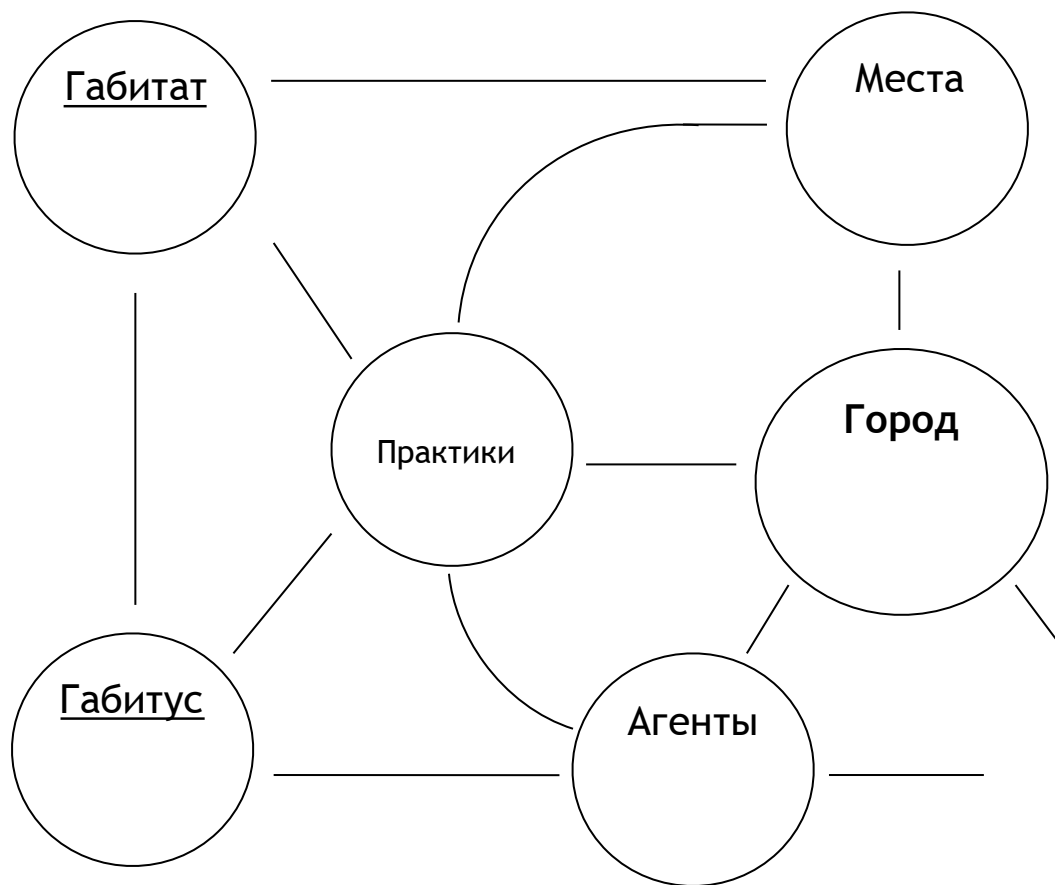 Габитат
Места
Город
Практики
Габитус
Агенты